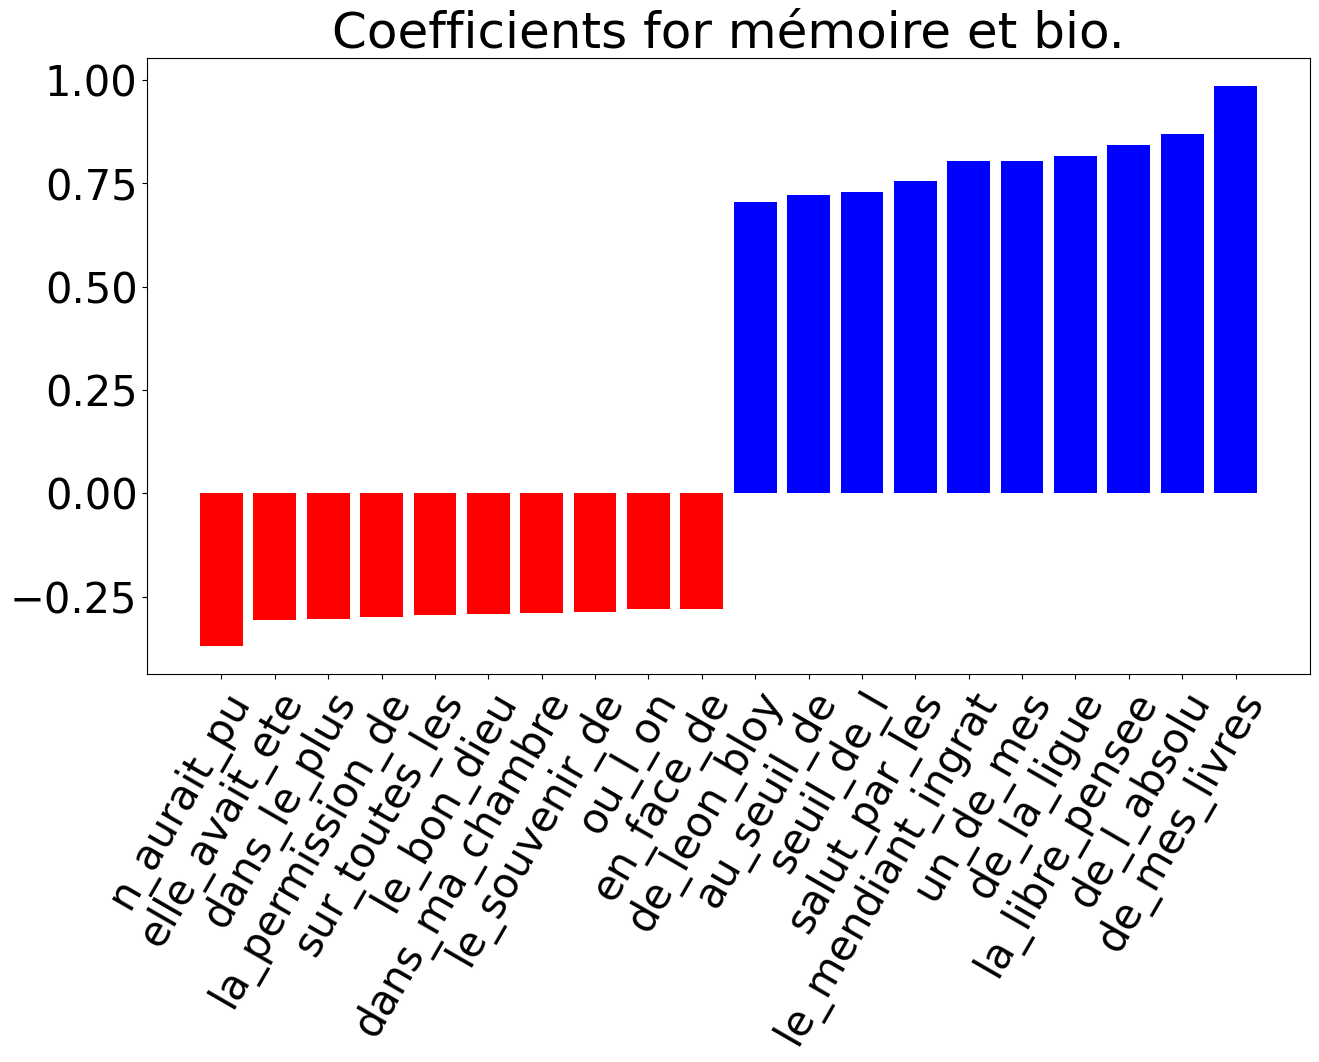 Coefficients for mémoire et bio.
1.00
0.75
0.50
0.25
0.00
−0.25
n_aurait_pu
elle_avait_ete
dans_le_plus
la_permission_de
sur_toutes_les
le_bon_dieu
dans_ma_chambre
le_souvenir_de
ou_l_on
en_face_de
de_leon_bloy
au_seuil_de
seuil_de_l
salut_par_les
le_mendiant_ingrat
un_de_mes
de_la_ligue
la_libre_pensee
de_l_absolu
de_mes_livres